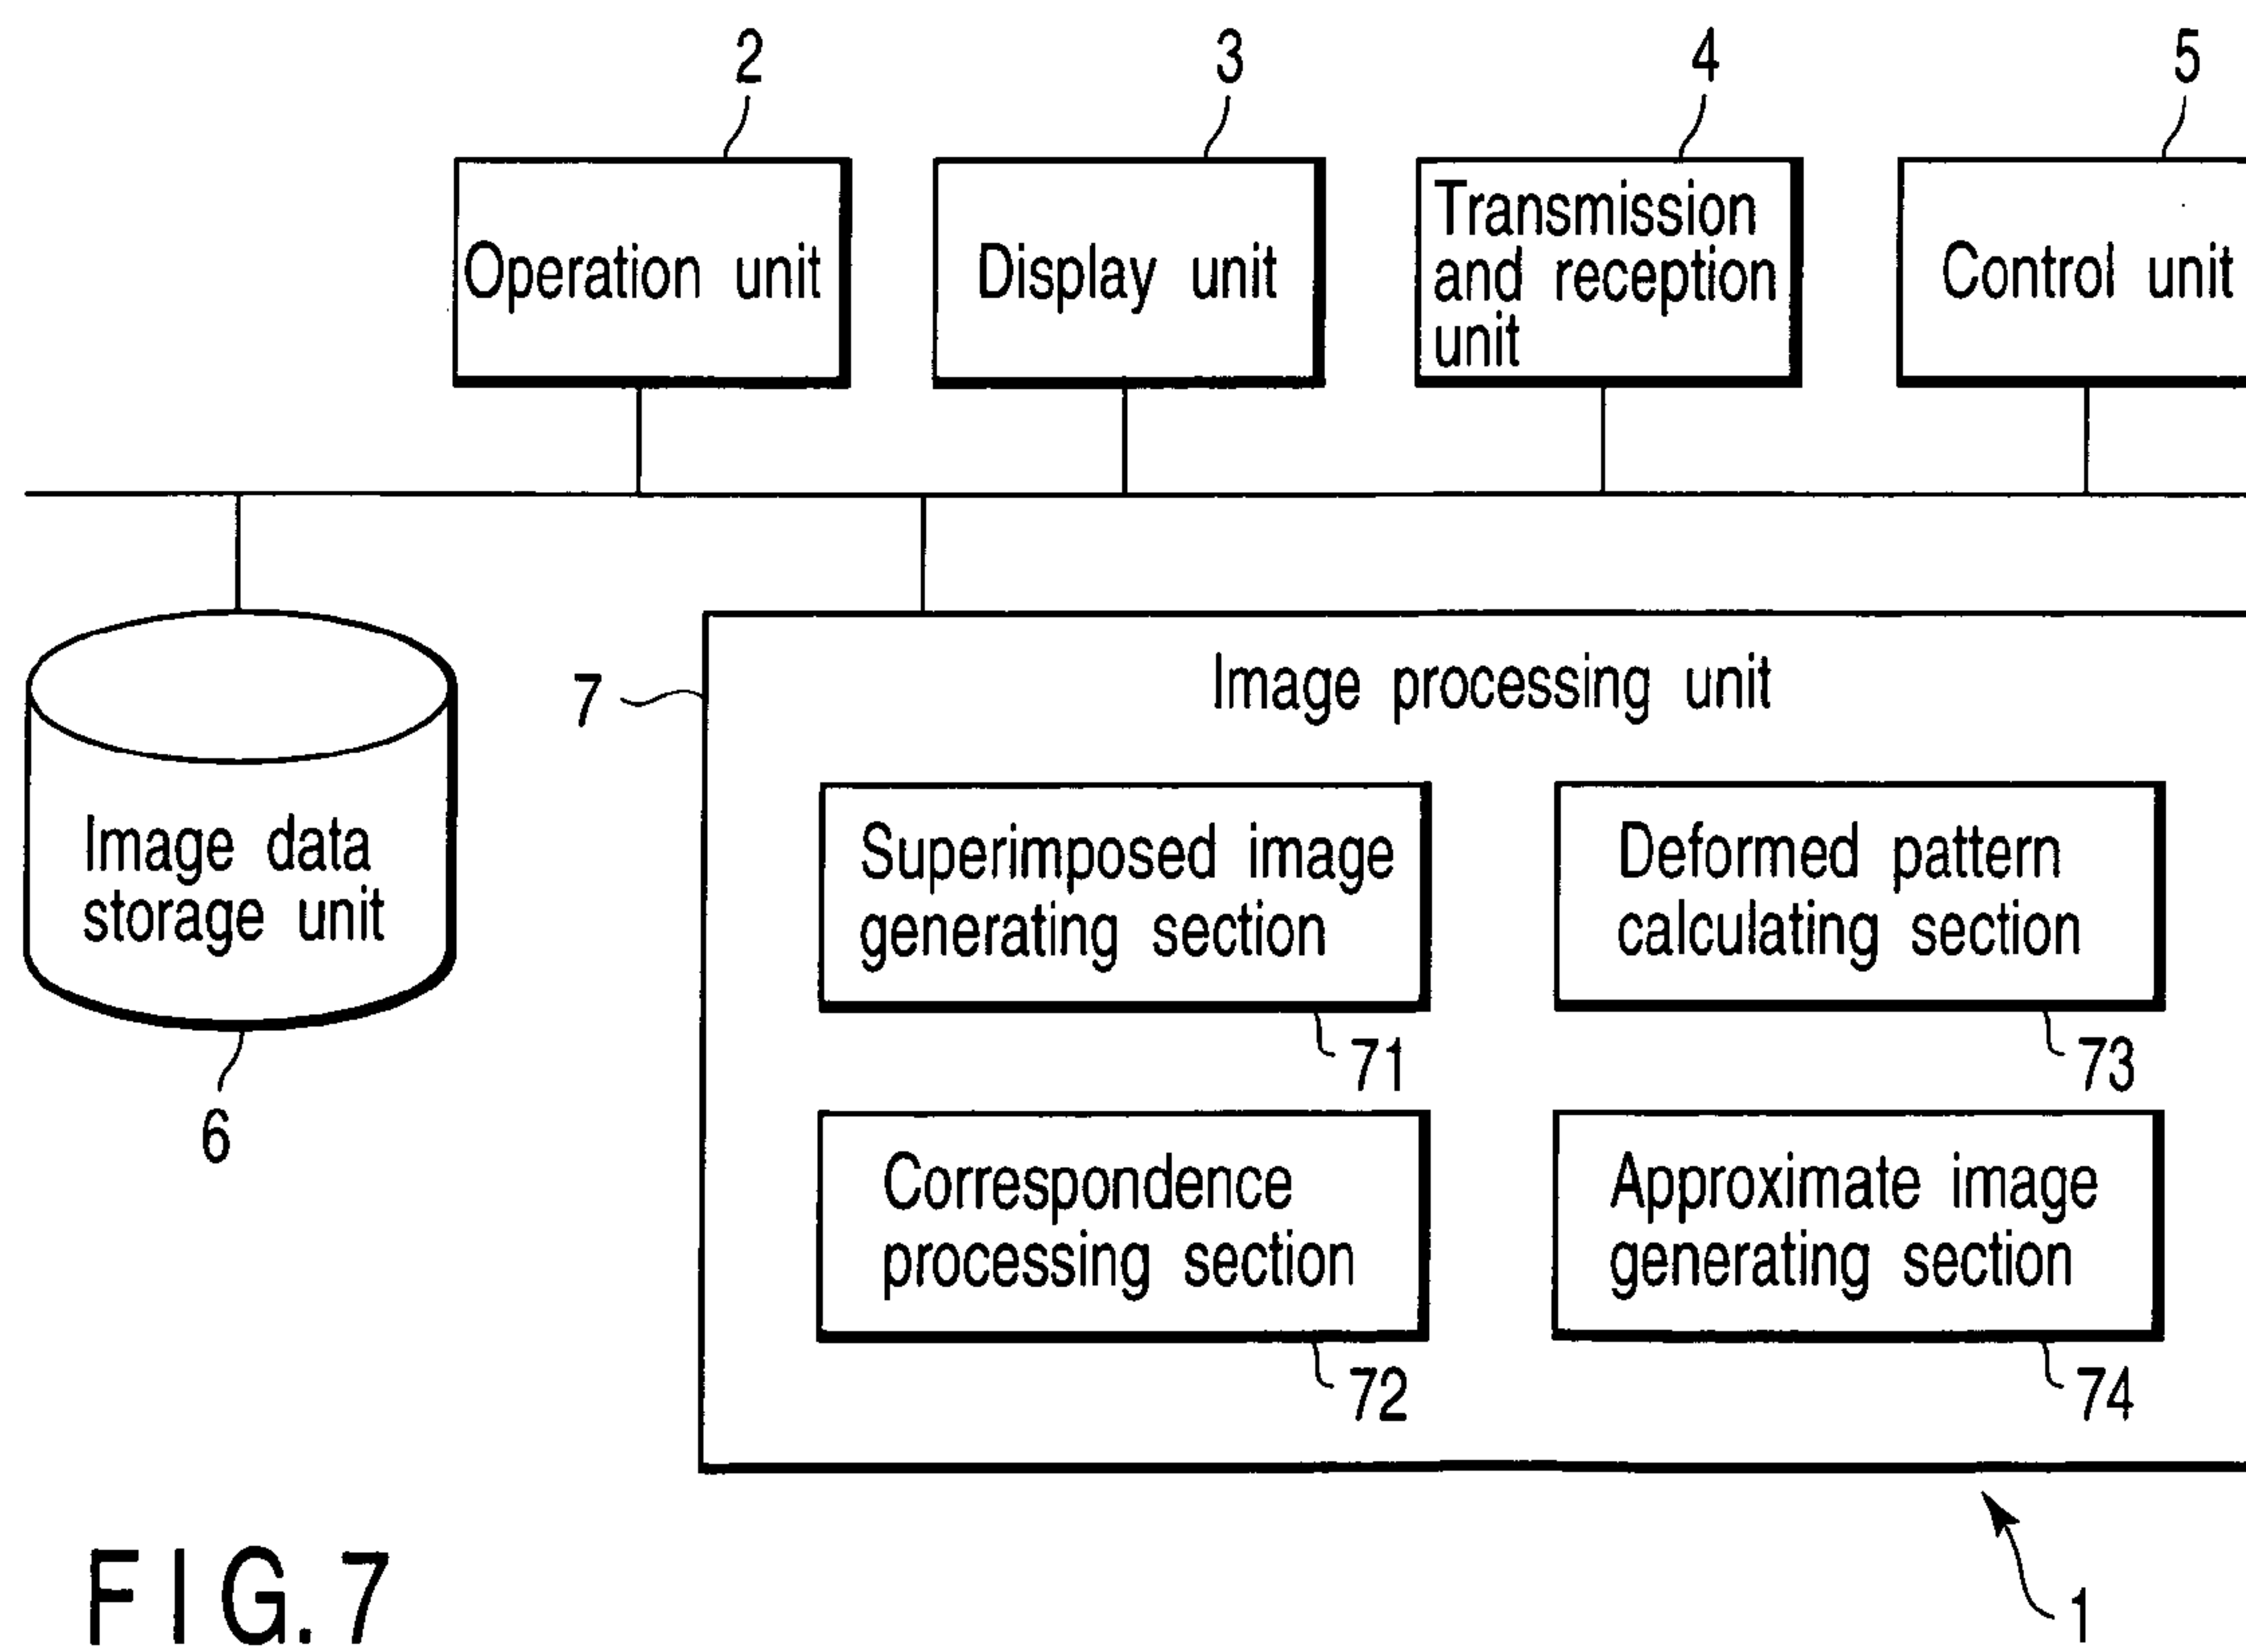 2
3
4
5
Operation unit
Display unit
Transmission
and reception
unit
Control unit
7
Image processing unit
Image data
storage unit
6
Superimposed image
generating section
71
Deformed pattern
calculating section
73
Correspondence
processing section
72
Approximate image
generating section
74
1
FIG. 7